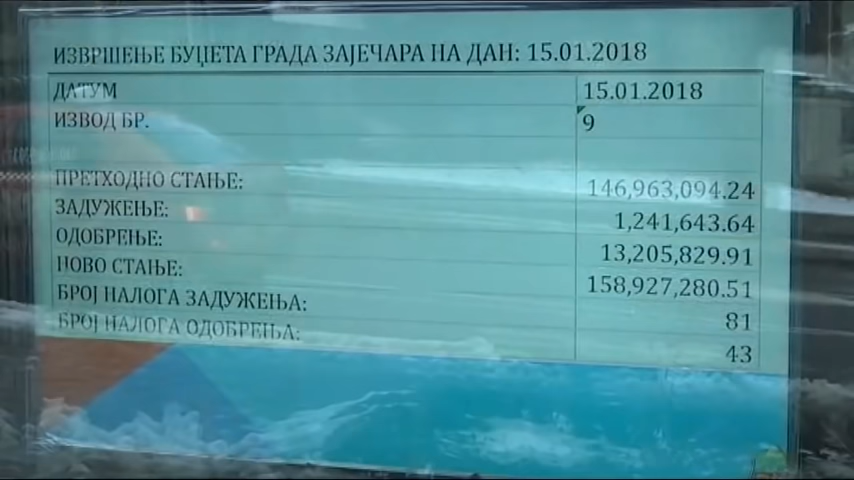 ИЗВРШЕЊЕ БУЏЕТА ГРАДА ЗАЈЕЧАРА НА ДАН: 15.01.2018
ДАТУМ 15.01.2018
ИЗВОД БР. 9
ПРЕТХОДНО СТАЊЕ: 146,963,094.24
ЗАДУЖЕЊЕ: 1,241,643.64
ОДОБРЕЊЕ: 13,205,829.91
НОВО СТАЊЕ: 158,927,280.51
БРОЈ НАЛОГА ЗАДУЖЕЊА: 81
БРОЈ НАЛОГА ОДОБРЕЊА: 43